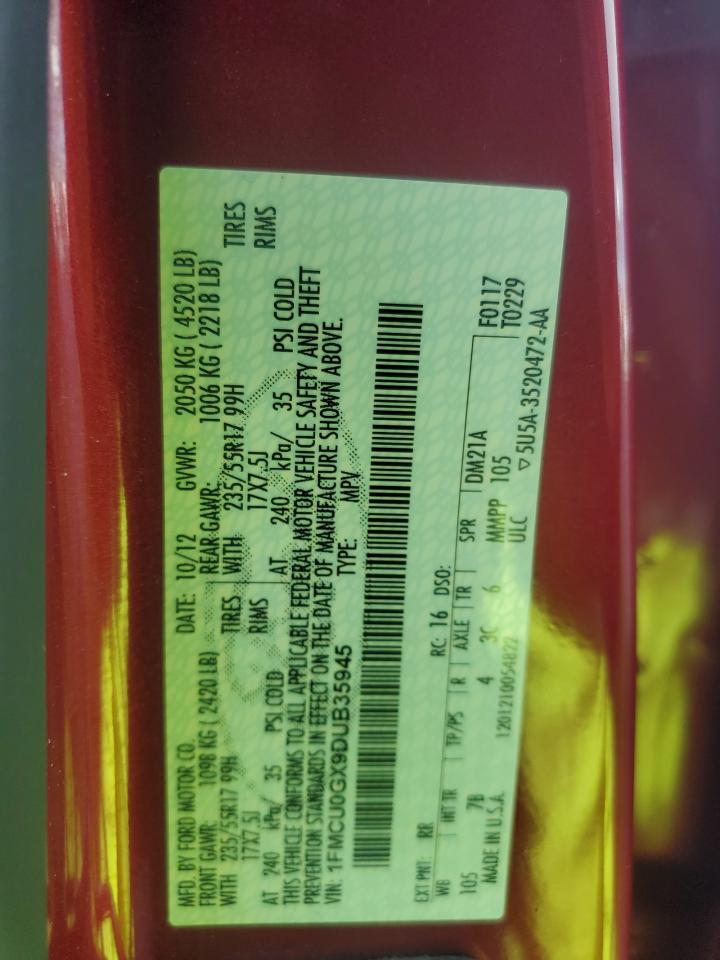 MFD. BY FORD MOTOR CO. DATE: 10/12 GVWR: 2050 KG ( 4520 LB)
FRONT GAWR: 1098 KG ( 2420 LB) REAR GAWR: 1006 KG ( 2218 LB)
WITH 235/55R17 99H TIRES WITH 235/55R17 99H TIRES
17X7.5J RIMS 17X7.5J RIMS
AT 240 kPa/ 35 PSI COLD AT 240 kPa/ 35 PSI COLD
THIS VEHICLE CONFORMS TO ALL APPLICABLE FEDERAL MOTOR VEHICLE SAFETY AND THEFT
PREVENTION STANDARDS IN EFFECT ON THE DATE OF MANUFACTURE SHOWN ABOVE.
VIN: 1FMCU0GX9DUB35945 TYPE: MPV
EXT PNT: RR RC: 16 DSO: F0117
WB INT TR TP/PS R AXLE TR SPR DM21A T0229
105 7B 4 3C 6 MMPP 105
MADE IN U.S.A. ULC ▽5U5A-3520472-AA
1201210054822